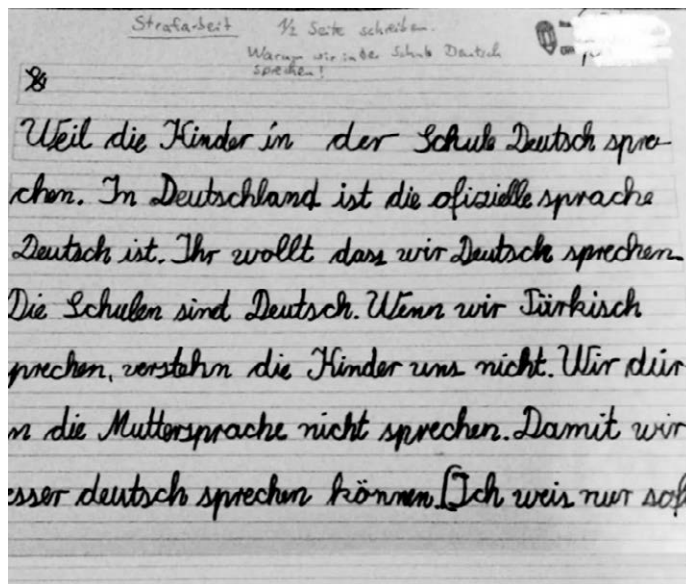 Strafarbeit 1/2 Seite schreiben.
Warum wir in der Schule Deutsch
sprechen!
Weil die Kinder in der Schule Deutsch spre-
chen. In Deutschland ist die ofizielle sprache
Deutsch ist. Ihr wollt dass wir Deutsch sprechen.
Die Schulen sind Deutsch. Wenn wir Türkisch
prechen, verstehn die Kinder uns nicht. Wir dür
n die Muttersprache nicht sprechen. Damit wir
esser deutsch sprechen können. [Ich weis nur so